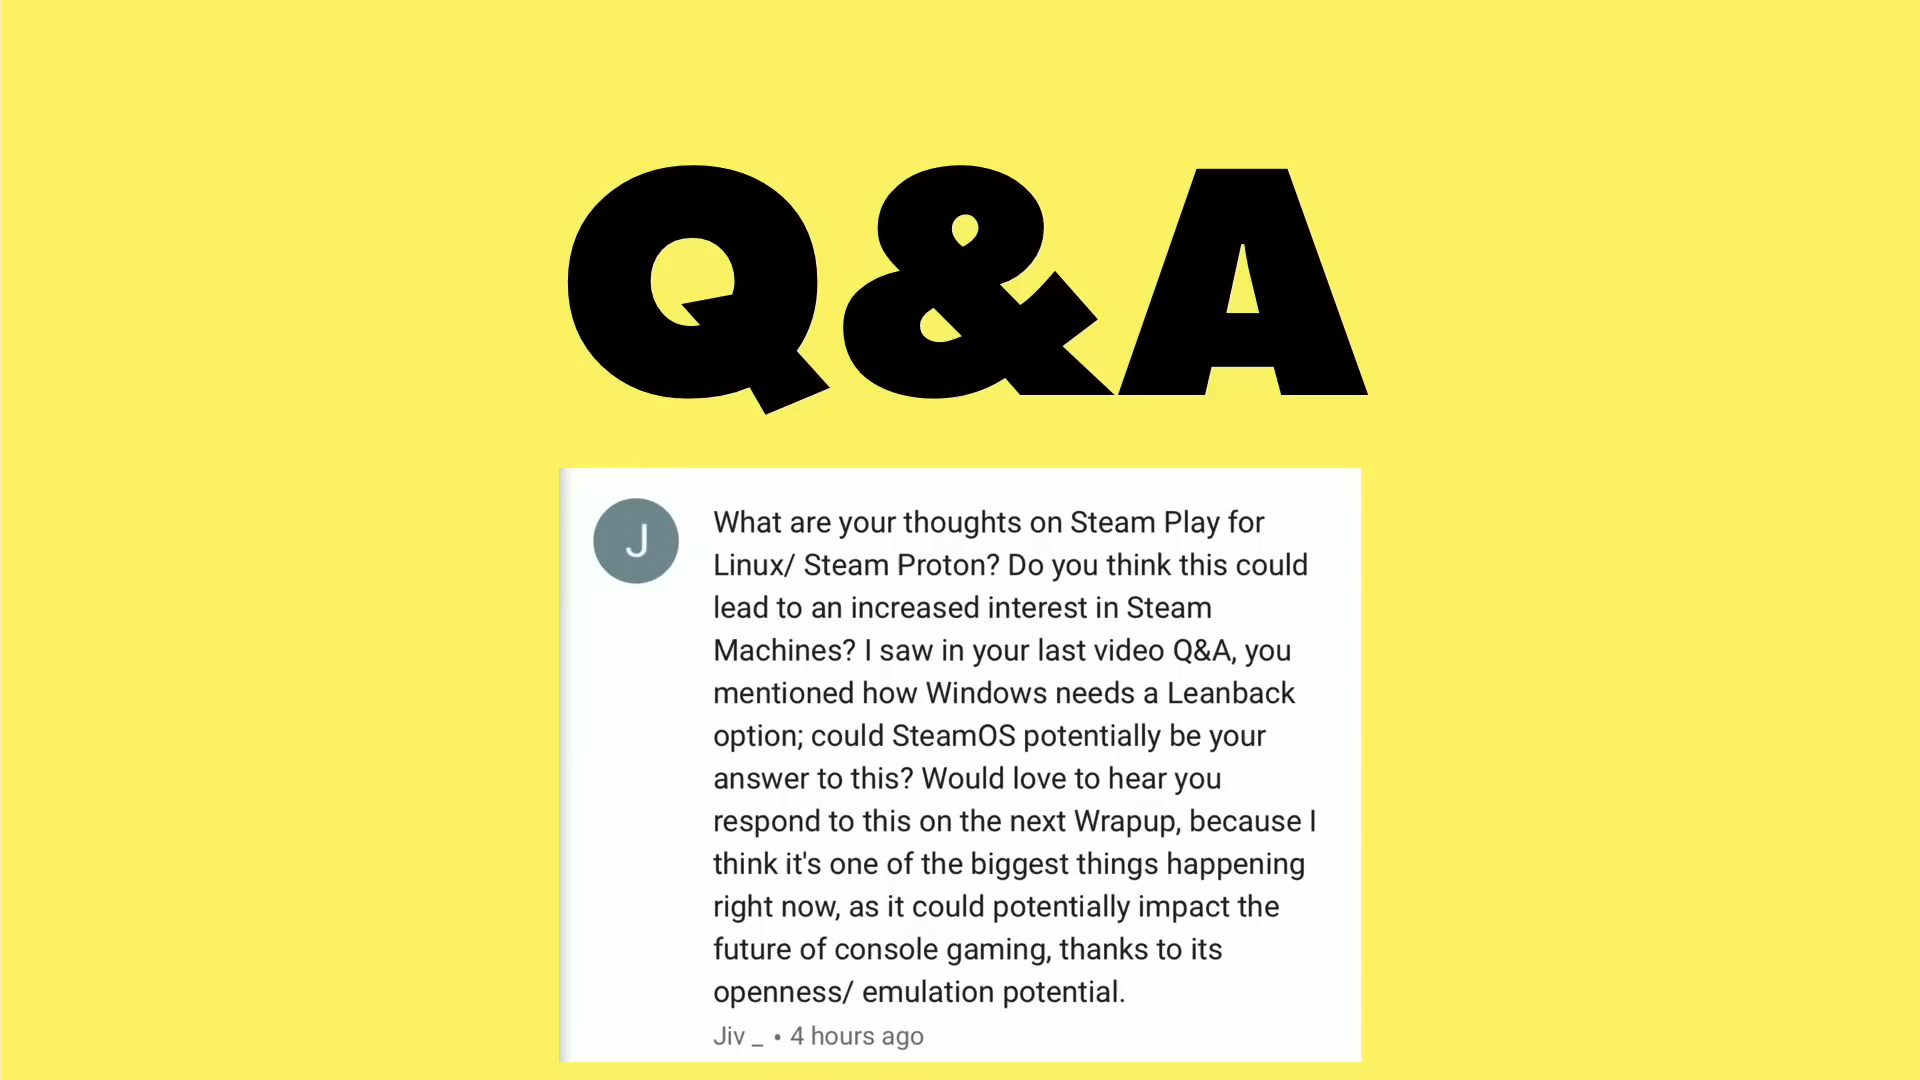 Q&A
J
What are your thoughts on Steam Play for
Linux/ Steam Proton? Do you think this could
lead to an increased interest in Steam
Machines? I saw in your last video Q&A, you
mentioned how Windows needs a Leanback
option; could SteamOS potentially be your
answer to this? Would love to hear you
respond to this on the next Wrapup, because I
think it's one of the biggest things happening
right now, as it could potentially impact the
future of console gaming, thanks to its
openness/ emulation potential.
Jiv _ • 4 hours ago